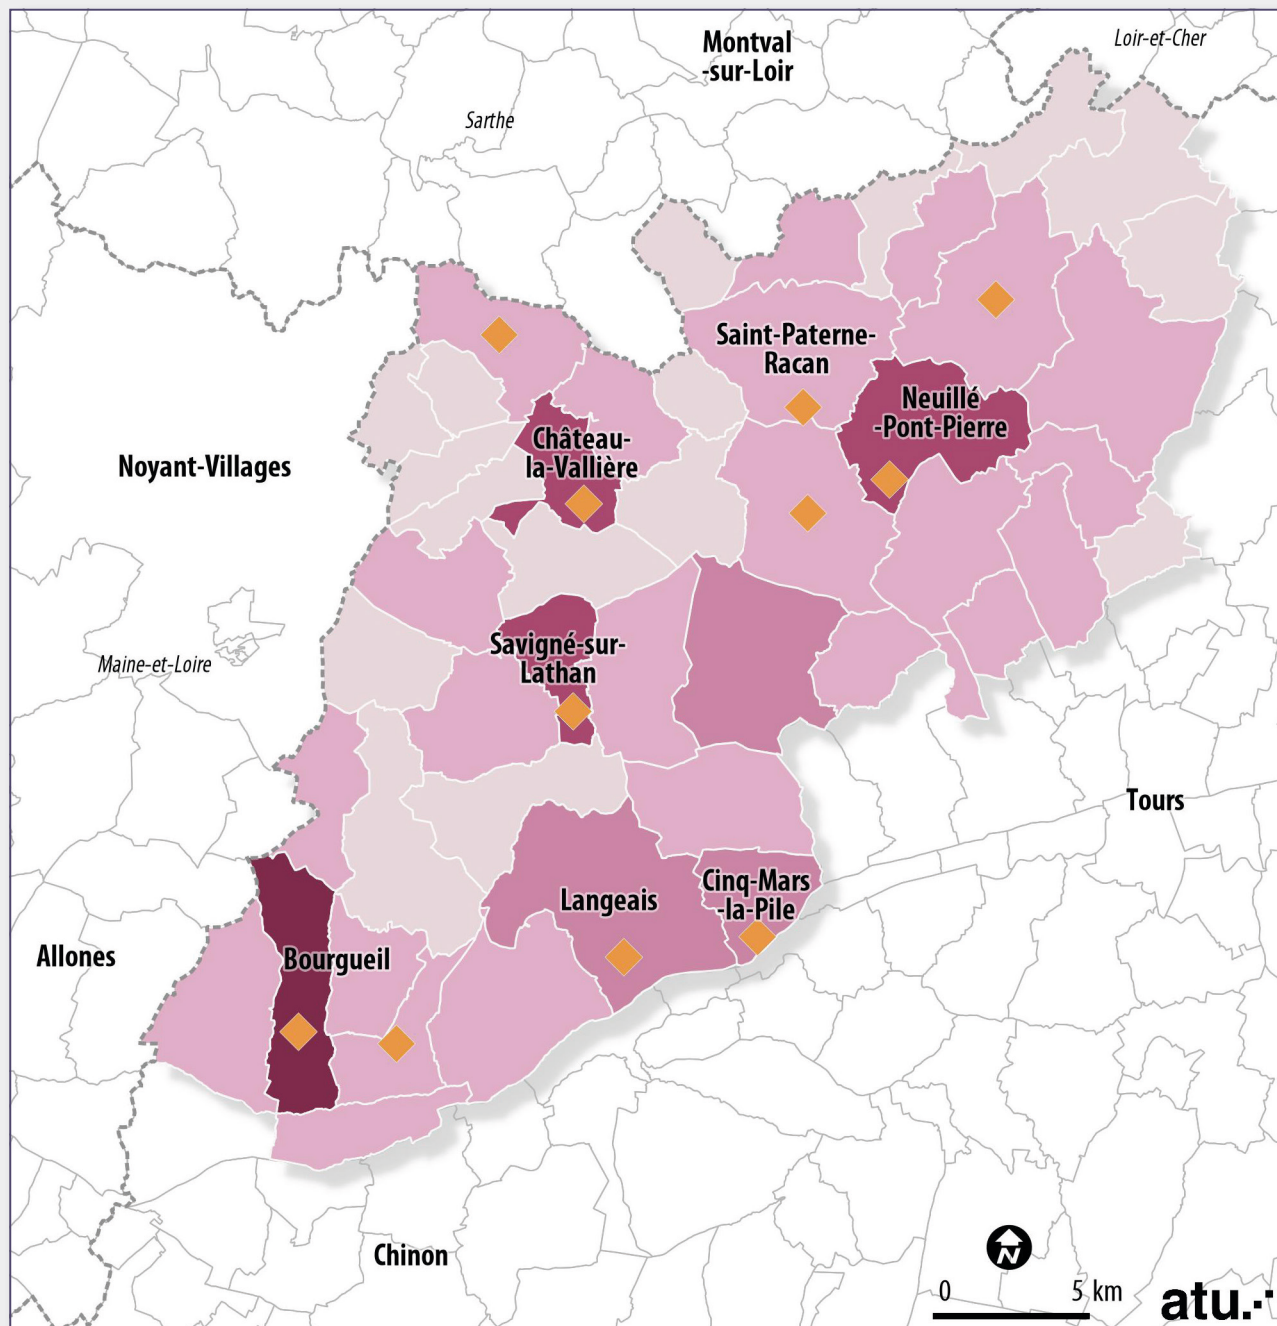 Montval
-sur-Loir
Loir-et-Cher
Sarthe
Saint-Paterne-
Racan
Neuillé
-Pont-Pierre
Château-
la-Vallière
Noyant-Villages
Savigné-sur-
Lathan
Maine-et-Loire
Tours
Langeais
Cinq-Mars
-la-Pile
Allones
Bourgueil
Chinon
N
0 5 km
atu.